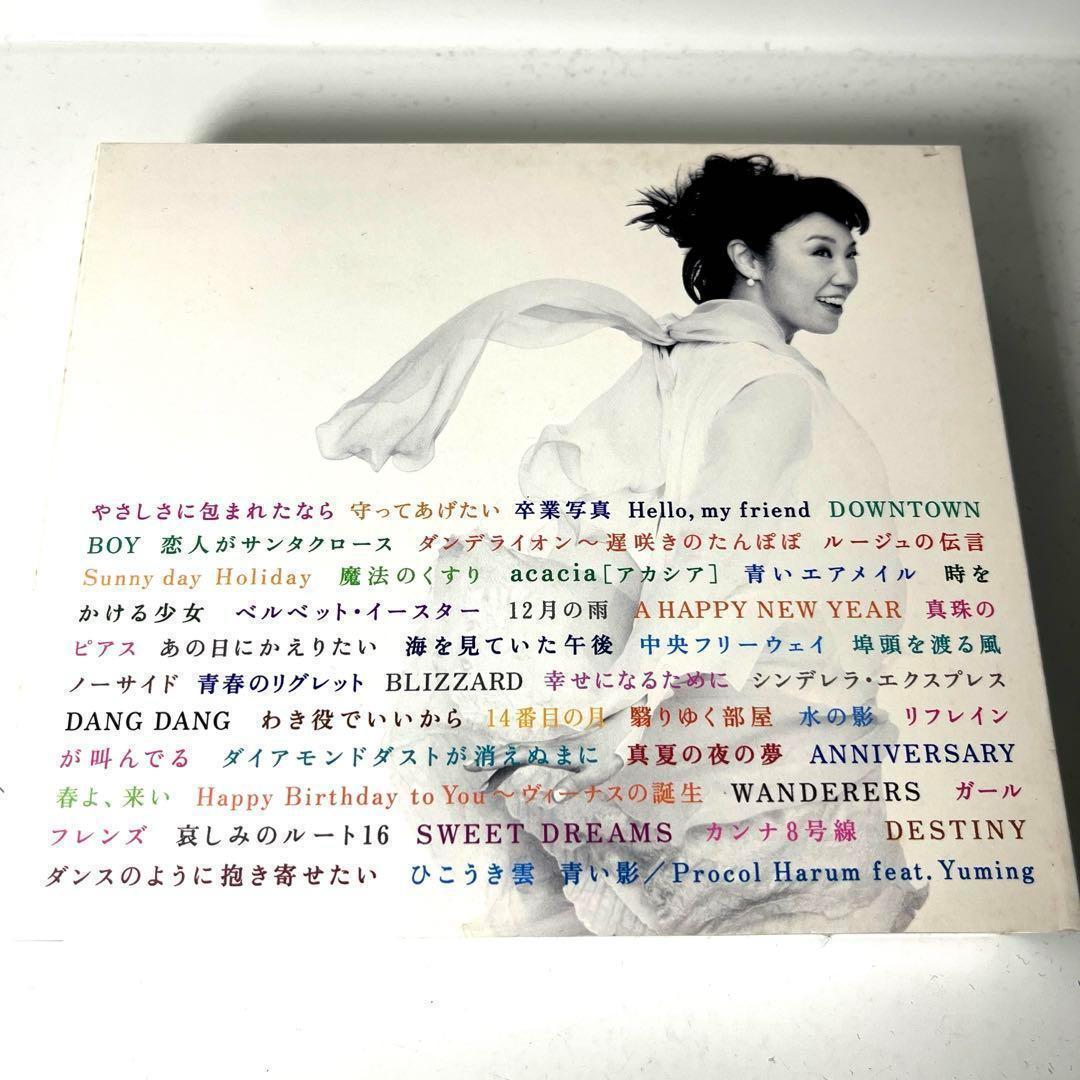 やさしさに包まれたなら 守ってあげたい 卒業写真 Hello, my friend DOWNTOWN
BOY 恋人がサンタクロース ダンデライオン～遅咲きのたんぽぽ ルージュの伝言
Sunny day Holiday 魔法のくすり acacia[アカシア] 青いエアメイル 時を
かける少女 ベルベット・イースター 12月の雨 A HAPPY NEW YEAR 真珠の
ピアス あの日にかえりたい 海を見ていた午後 中央フリーウェイ 埠頭を渡る風
ノーサイド 青春のリグレット BLIZZARD 幸せになるために シンデレラ・エクスプレス
DANG DANG わき役でいいから 14番目の月 翳りゆく部屋 水の影 リフレイン
が叫んでる ダイアモンドダストが消えぬまに 真夏の夜の夢 ANNIVERSARY
春よ、来い Happy Birthday to You～ヴィーナスの誕生 WANDERERS ガール
フレンズ 哀しみのルート16 SWEET DREAMS カンナ8号線 DESTINY
ダンスのように抱き寄せたい ひこうき雲 青い影／Procol Harum feat. Yuming